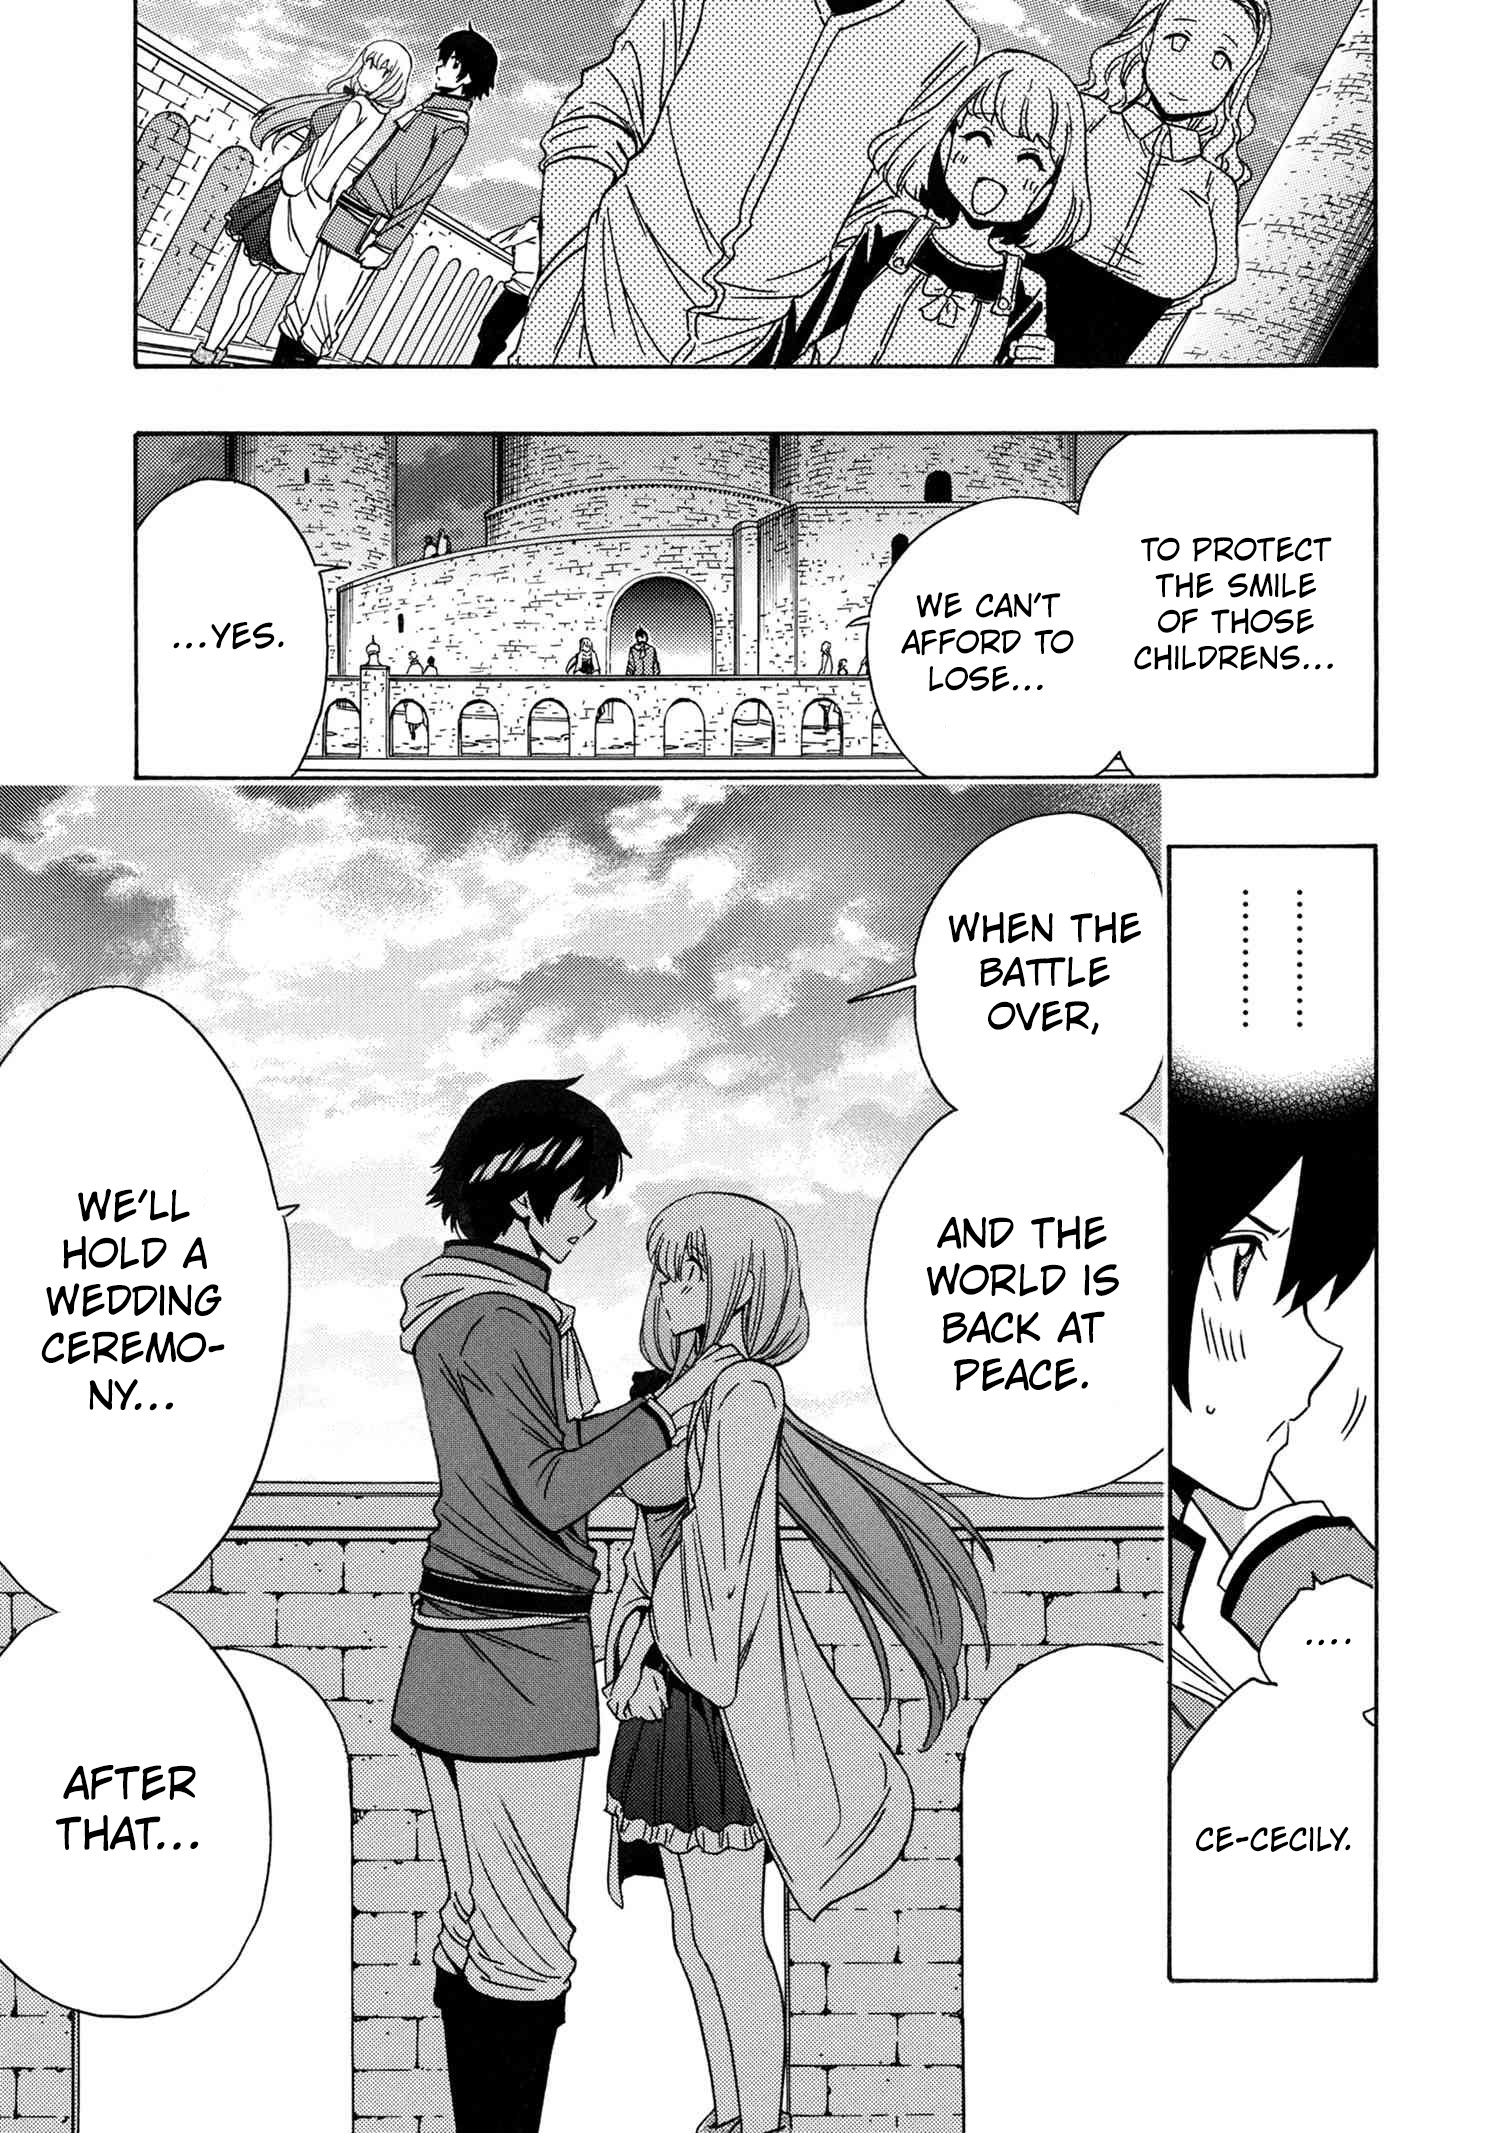 TO PROTECT
THE SMILE
OF THOSE
CHILDRENS...
WE CAN'T
AFFORD TO
LOSE...
...YES.
..........
..........
....
CE-CECILY.
WHEN THE
BATTLE
OVER,
AND THE
WORLD IS
BACK AT
PEACE.
WE'LL
HOLD A
WEDDING
CEREMO-
NY...
AFTER
THAT...